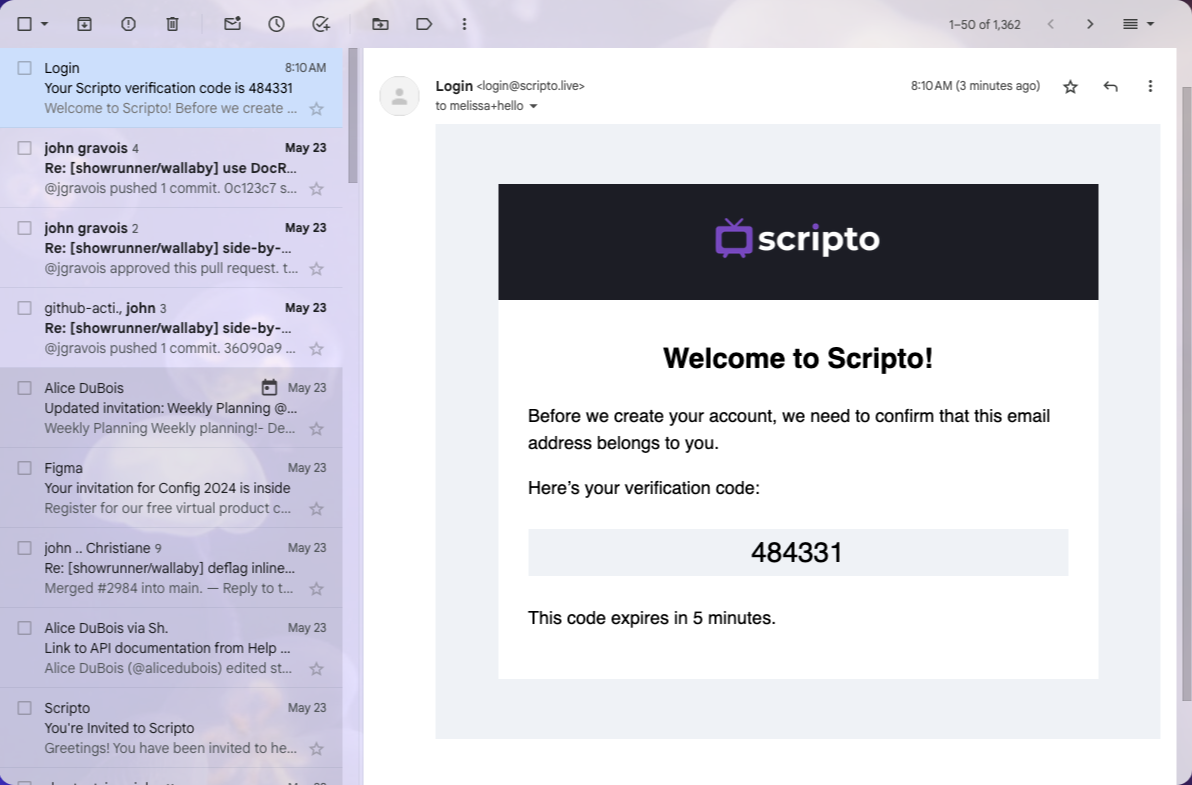 1–50 of 1,362
Login 8:10 AM
Your Scripto verification code is 484331
Welcome to Scripto! Before we create ...
john gravois 4 May 23
Re: [showrunner/wallaby] use DocR...
@jgravois pushed 1 commit. 0c123c7 s...
john gravois 2 May 23
Re: [showrunner/wallaby] side-by-...
@jgravois approved this pull request. t...
github-acti., john 3 May 23
Re: [showrunner/wallaby] side-by-...
@jgravois pushed 1 commit. 36090a9 ...
Alice DuBois May 23
Updated invitation: Weekly Planning @...
Weekly Planning Weekly planning!- De...
Figma May 23
Your invitation for Config 2024 is inside
Register for our free virtual product c...
john .. Christiane 9 May 23
Re: [showrunner/wallaby] deflag inline...
Merged #2984 into main. — Reply to t...
Alice DuBois via Sh. May 23
Link to API documentation from Help ...
Alice DuBois (@alicedubois) edited st...
Scripto May 23
You're Invited to Scripto
Greetings! You have been invited to he...
Login <login@scripto.live> 8:10 AM (3 minutes ago)
to melissa+hello
scripto
Welcome to Scripto!
Before we create your account, we need to confirm that this email
address belongs to you.
Here’s your verification code:
484331
This code expires in 5 minutes.